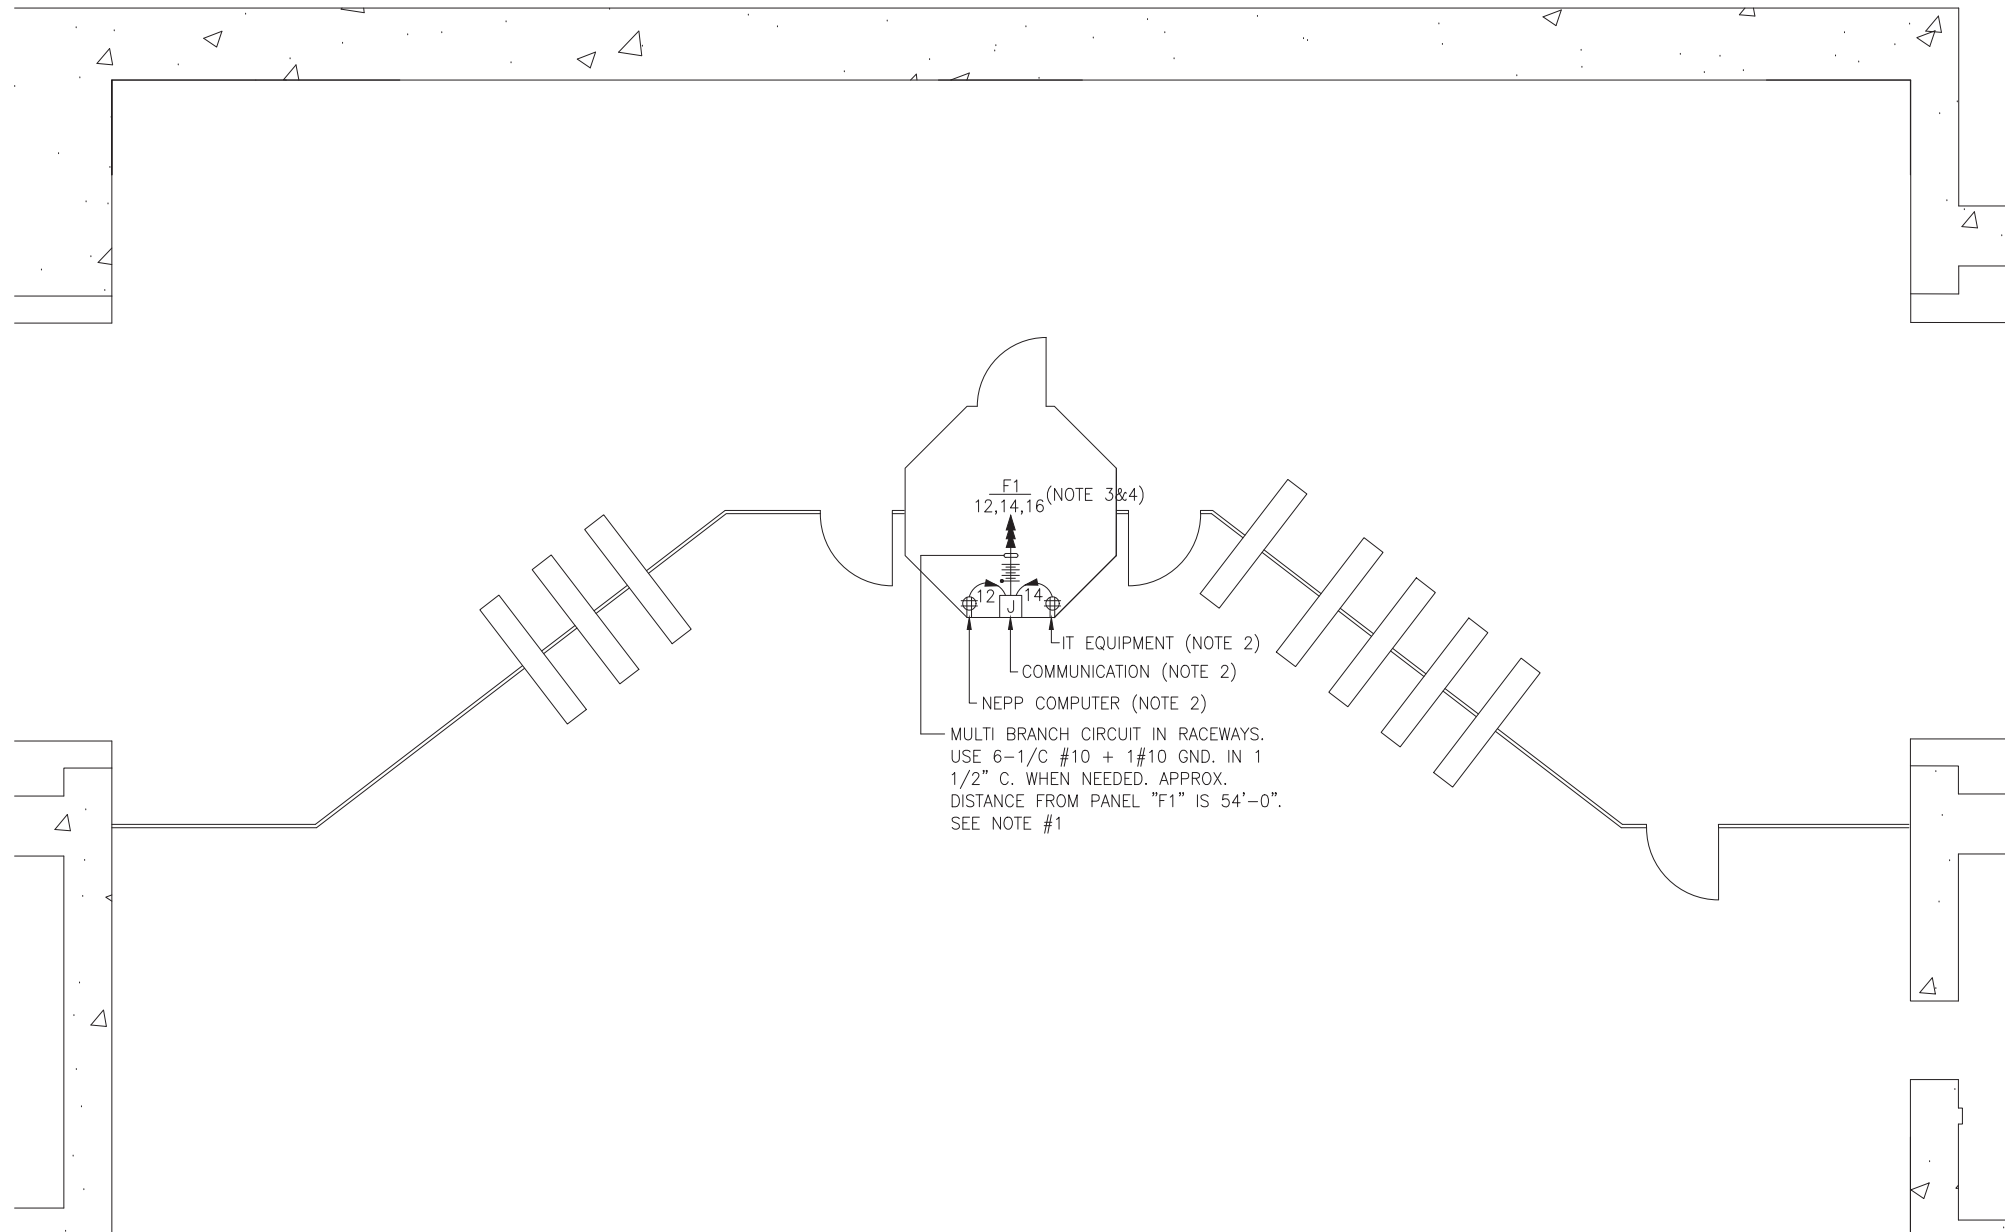 F1
12,14,16
(NOTE 3&4)
12
14
J
IT EQUIPMENT (NOTE 2)
COMMUNICATION (NOTE 2)
NEPP COMPUTER (NOTE 2)
MULTI BRANCH CIRCUIT IN RACEWAYS.
USE 6-1/C #10 + 1#10 GND. IN 1
1/2" C. WHEN NEEDED. APPROX.
DISTANCE FROM PANEL "F1" IS 54'-0".
SEE NOTE #1